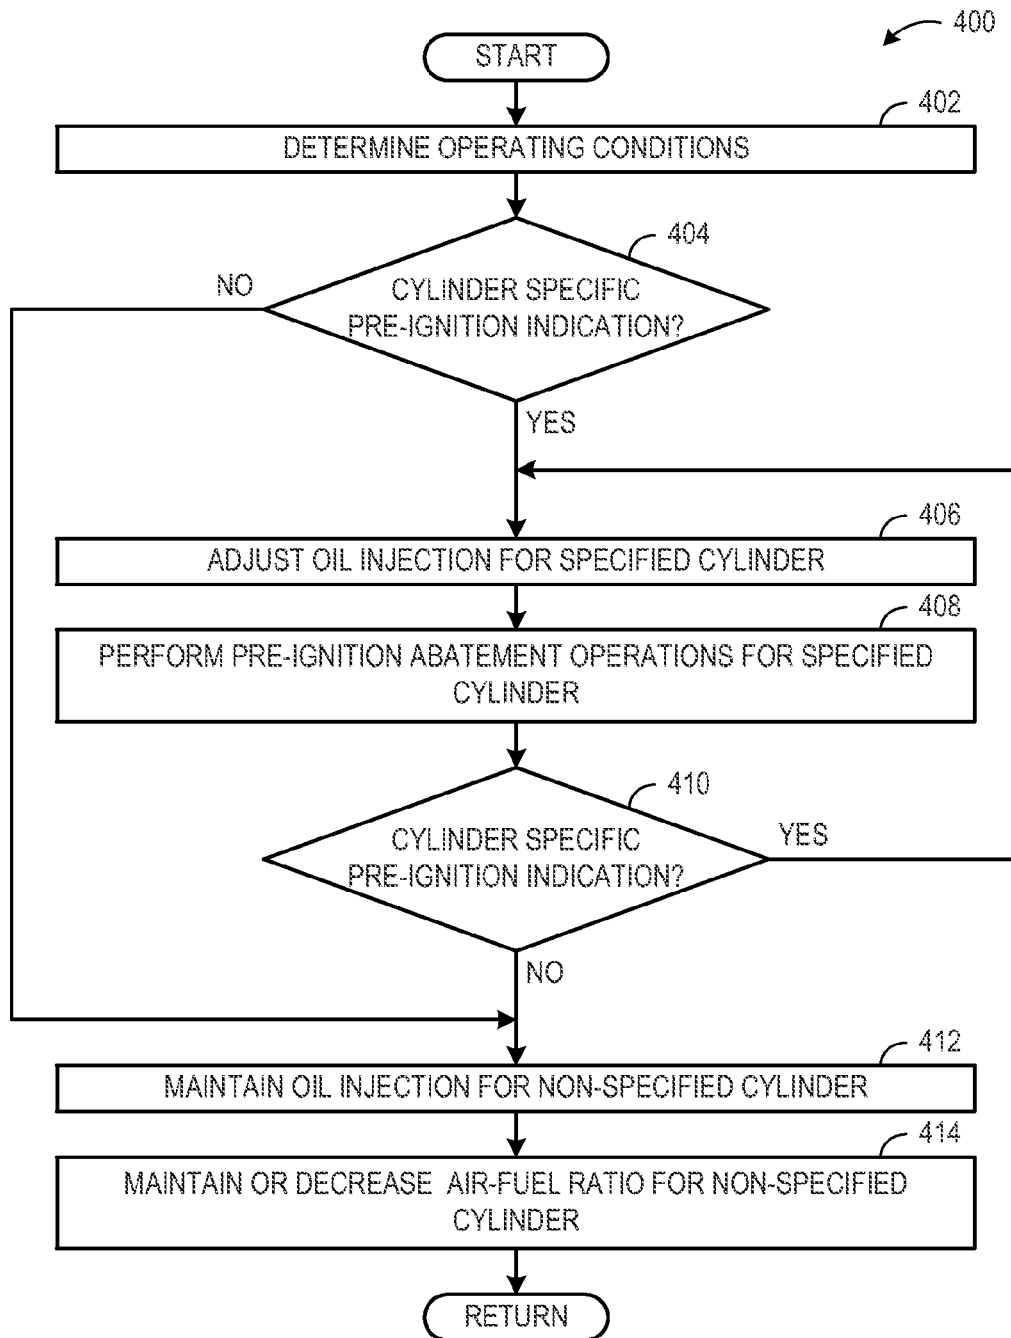 400
START
402
DETERMINE OPERATING CONDITIONS
404
NO
CYLINDER SPECIFIC
PRE-IGNITION INDICATION?
YES
406
ADJUST OIL INJECTION FOR SPECIFIED CYLINDER
408
PERFORM PRE-IGNITION ABATEMENT OPERATIONS FOR SPECIFIED
CYLINDER
410
CYLINDER SPECIFIC
PRE-IGNITION INDICATION?
YES
NO
412
MAINTAIN OIL INJECTION FOR NON-SPECIFIED CYLINDER
414
MAINTAIN OR DECREASE AIR-FUEL RATIO FOR NON-SPECIFIED
CYLINDER
RETURN